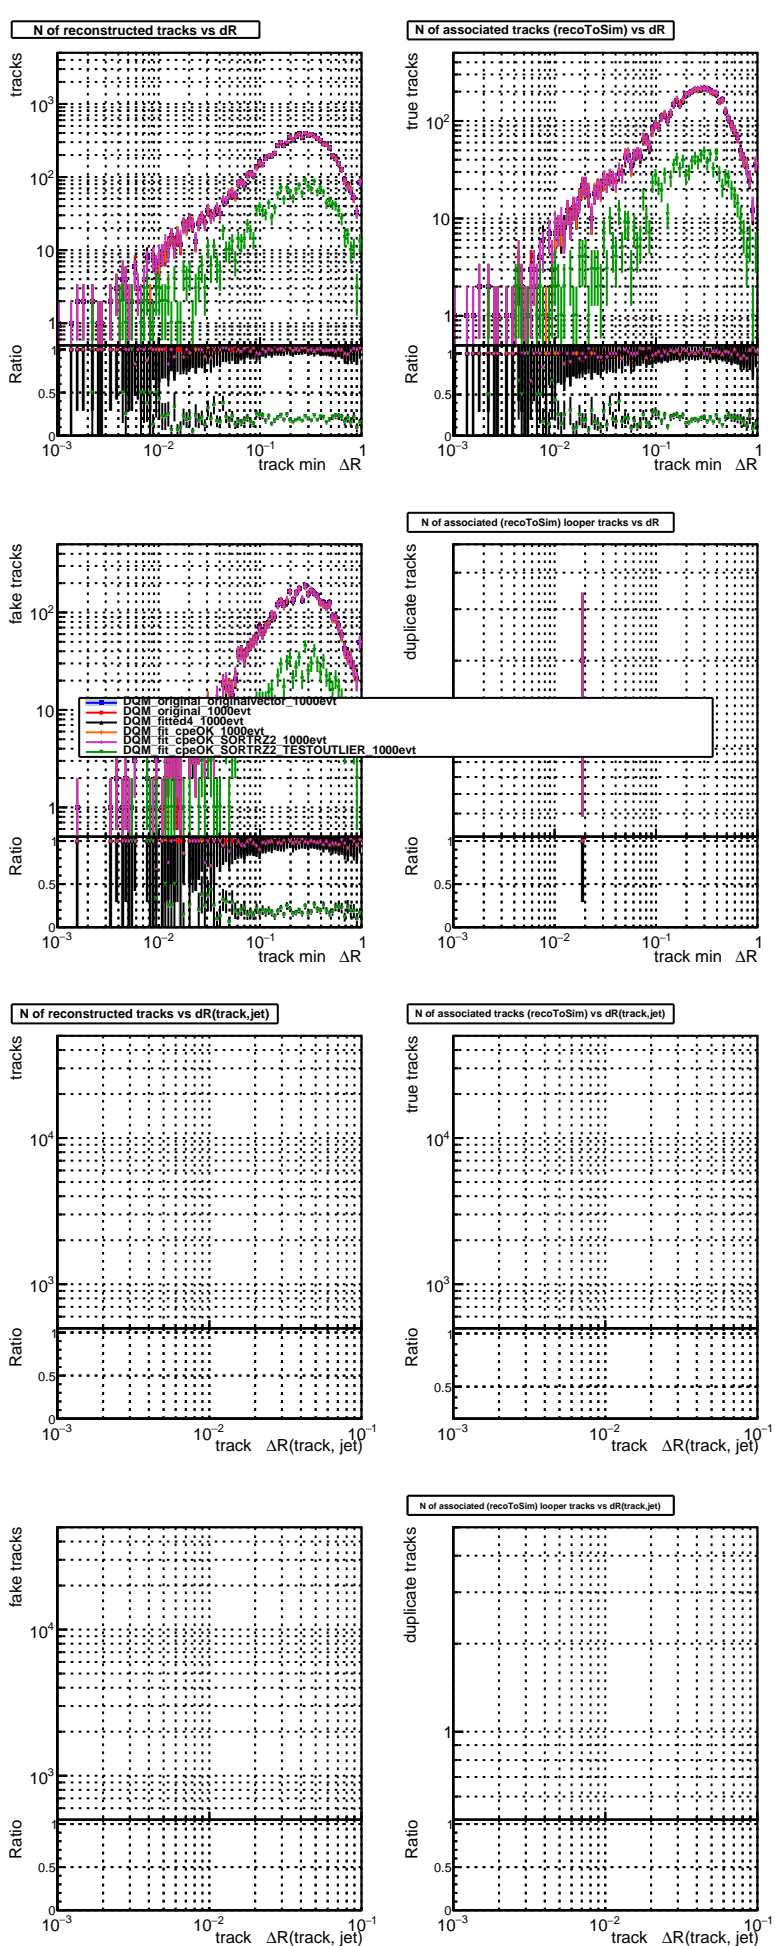 N of reconstructed tracks vs dR
tracks
10³
10²
10
1
Ratio
1
0.5
0
10⁻³
10⁻²
10⁻¹
1
track min ΔR
N of associated tracks (recoToSim) vs dR
true tracks
10²
10
1
Ratio
1
0.5
0
10⁻³
10⁻²
10⁻¹
1
track min ΔR
fake tracks
10²
10
1
Ratio
1
0.5
0
10⁻³
10⁻²
10⁻¹
1
track min ΔR
N of associated (recoToSim) looper tracks vs dR
duplicate tracks
Ratio
1
0.5
0
10⁻³
10⁻²
10⁻¹
1
track min ΔR
DQM_original_originalvector_1000evt
DQM_original_1000evt
DQM_fitted4_1000evt
DQM_fit_cpeOK_1000evt
DQM_fit_cpeOK_SORTRZ2_1000evt
DQM_fit_cpeOK_SORTRZ2_TESTOUTLIER_1000evt
N of reconstructed tracks vs dR(track,jet)
tracks
10⁴
10³
Ratio
1
0.5
0
10⁻³
10⁻²
10⁻¹
track ΔR(track, jet)
N of associated tracks (recoToSim) vs dR(track,jet)
true tracks
10⁴
10³
Ratio
1
0.5
10⁻³
10⁻²
10⁻¹
track ΔR(track, jet)
fake tracks
10⁴
10³
Ratio
1
0.5
0
10⁻³
10⁻²
10⁻¹
track ΔR(track, jet)
N of associated (recoToSim) looper tracks vs dR(track,jet)
duplicate tracks
1
Ratio
1
0.5
0
10⁻³
10⁻²
10⁻¹
track ΔR(track, jet)